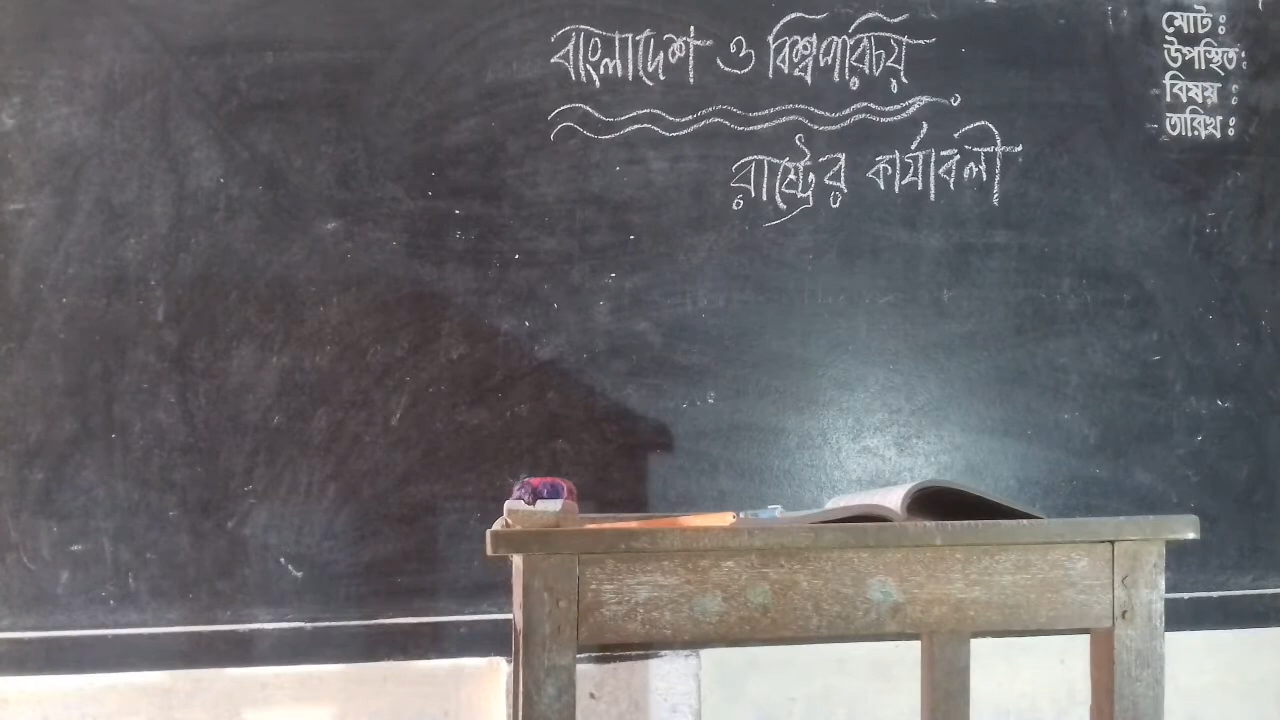 বাংলাদেশ ও বিশ্বপরিচয়
রাষ্ট্রের কার্যাবলী
মোট :
উপস্থিত :
বিষয় :
তারিখ :